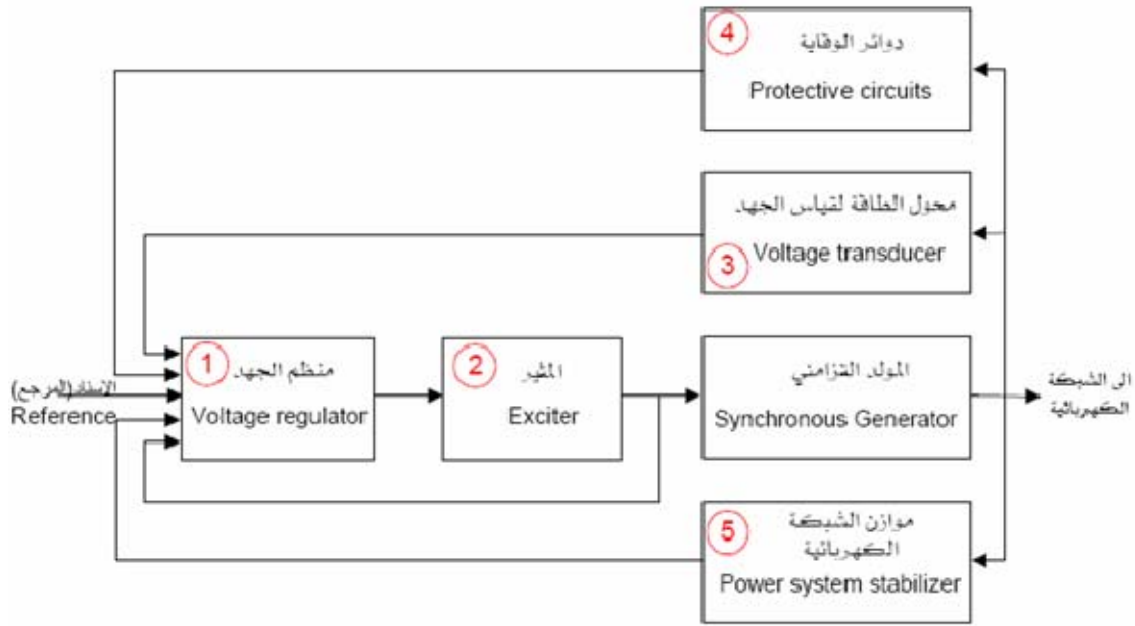 4
دوائر الوقاية
Protective circuits
محول الطاقة لقياس الجهد
Voltage transducer
3
1
منظم الجهد
Voltage regulator
2
المثير
Exciter
المولد التزامني
Synchronous Generator
الاسناد (المرجع)
Reference
الى الشبكة
الكهربائية
5
موازن الشبكة
الكهربائية
Power system stabilizer